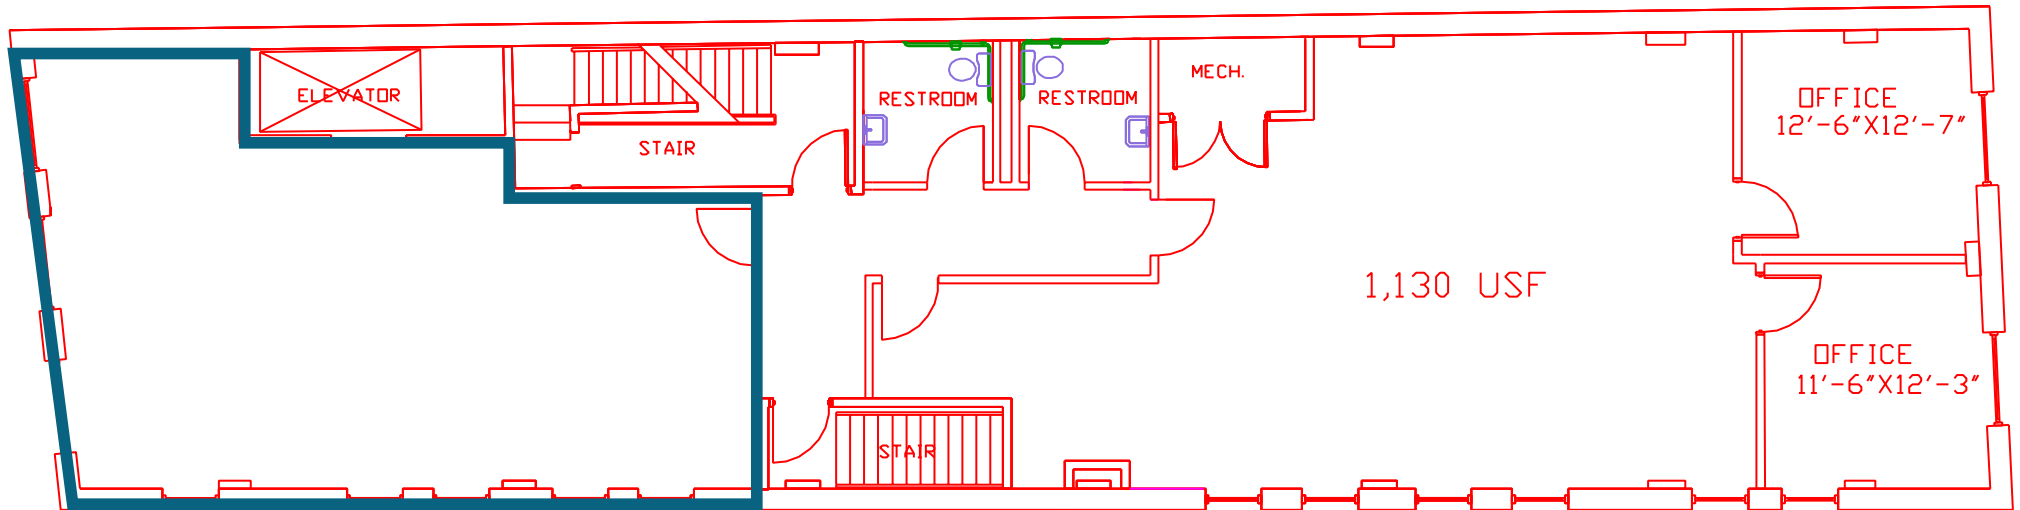 ELEVATOR
STAIR
RESTROOM
RESTROOM
MECH.
OFFICE
12'-6"X12'-7"
1,130 USF
OFFICE
11'-6"X12'-3"
STAIR